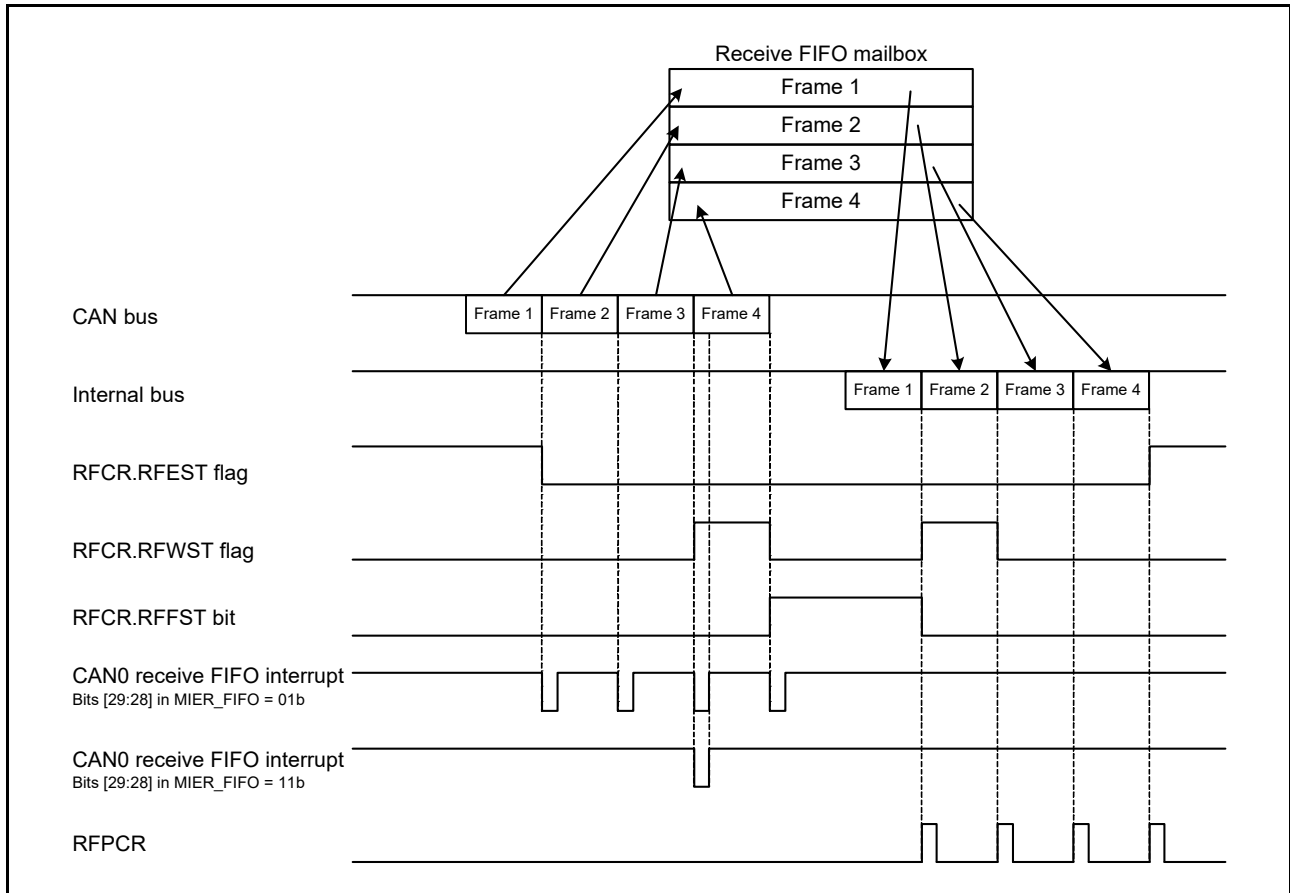 Receive FIFO mailbox
Frame 1
Frame 2
Frame 3
Frame 4
CAN bus
Frame 1 Frame 2 Frame 3 Frame 4
Internal bus
Frame 1 Frame 2 Frame 3 Frame 4
RFCR.RFEST flag
RFCR.RFWST flag
RFCR.RFFST bit
CAN0 receive FIFO interrupt
Bits [29:28] in MIER_FIFO = 01b
CAN0 receive FIFO interrupt
Bits [29:28] in MIER_FIFO = 11b
RFPCR